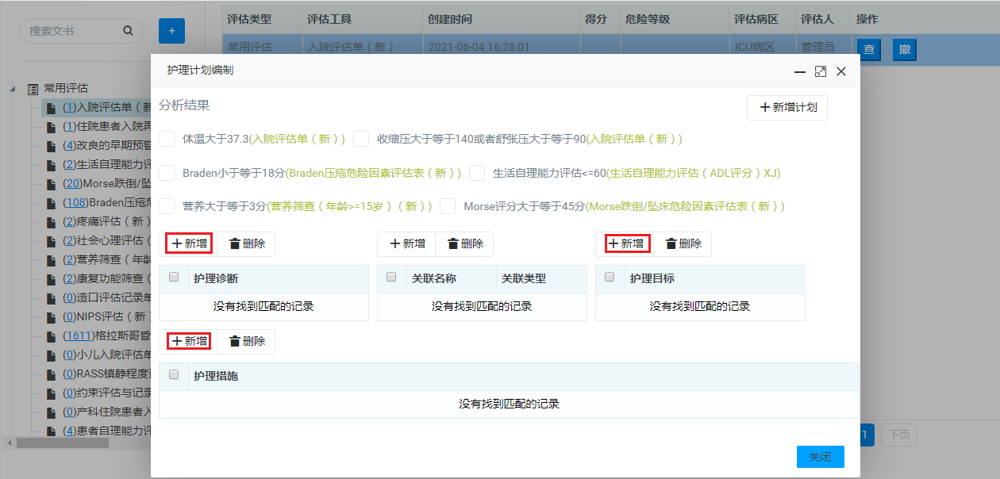 搜索文书
+
评估类型 评估工具 创建时间 得分 危险等级 评估病区 评估人 操作
常用评估 入院评估单（新） 2021-06-04 16:28:01 ICU病区 管理员 查 撤
常用评估
(1)入院评估单（新
(1)住院患者入院再
(4)改良的早期预警
(2)生活自理能力评
(20)Morse跌倒/坠
(108)Braden压疮危
(2)疼痛评估（新）
(2)社会心理评估（
(2)营养筛查（年龄
(2)康复功能筛查（
(0)造口评估记录单
(0)NIPS评估（新）
(1611)格拉斯哥昏
(0)小儿入院评估单
(0)RASS镇静程度
(0)约束评估与记录
(0)产科住院患者入
(4)患者自理能力评
护理计划编制
分析结果
+新增计划
体温大于37.3(入院评估单（新）) 收缩压大于等于140或者舒张压大于等于90(入院评估单（新）)
Braden小于等于18分(Braden压疮危险因素评估表（新）) 生活自理能力评估<=60(生活自理能力评估（ADL评分）XJ)
营养大于等于3分(营养筛查（年龄>=15岁）（新）) Morse评分大于等于45分(Morse跌倒/坠床危险因素评估表（新）)
+新增 删除 +新增 删除 +新增 删除
护理诊断 关联名称 关联类型 护理目标
没有找到匹配的记录 没有找到匹配的记录 没有找到匹配的记录
+新增 删除
护理措施
没有找到匹配的记录
1 下页
关闭